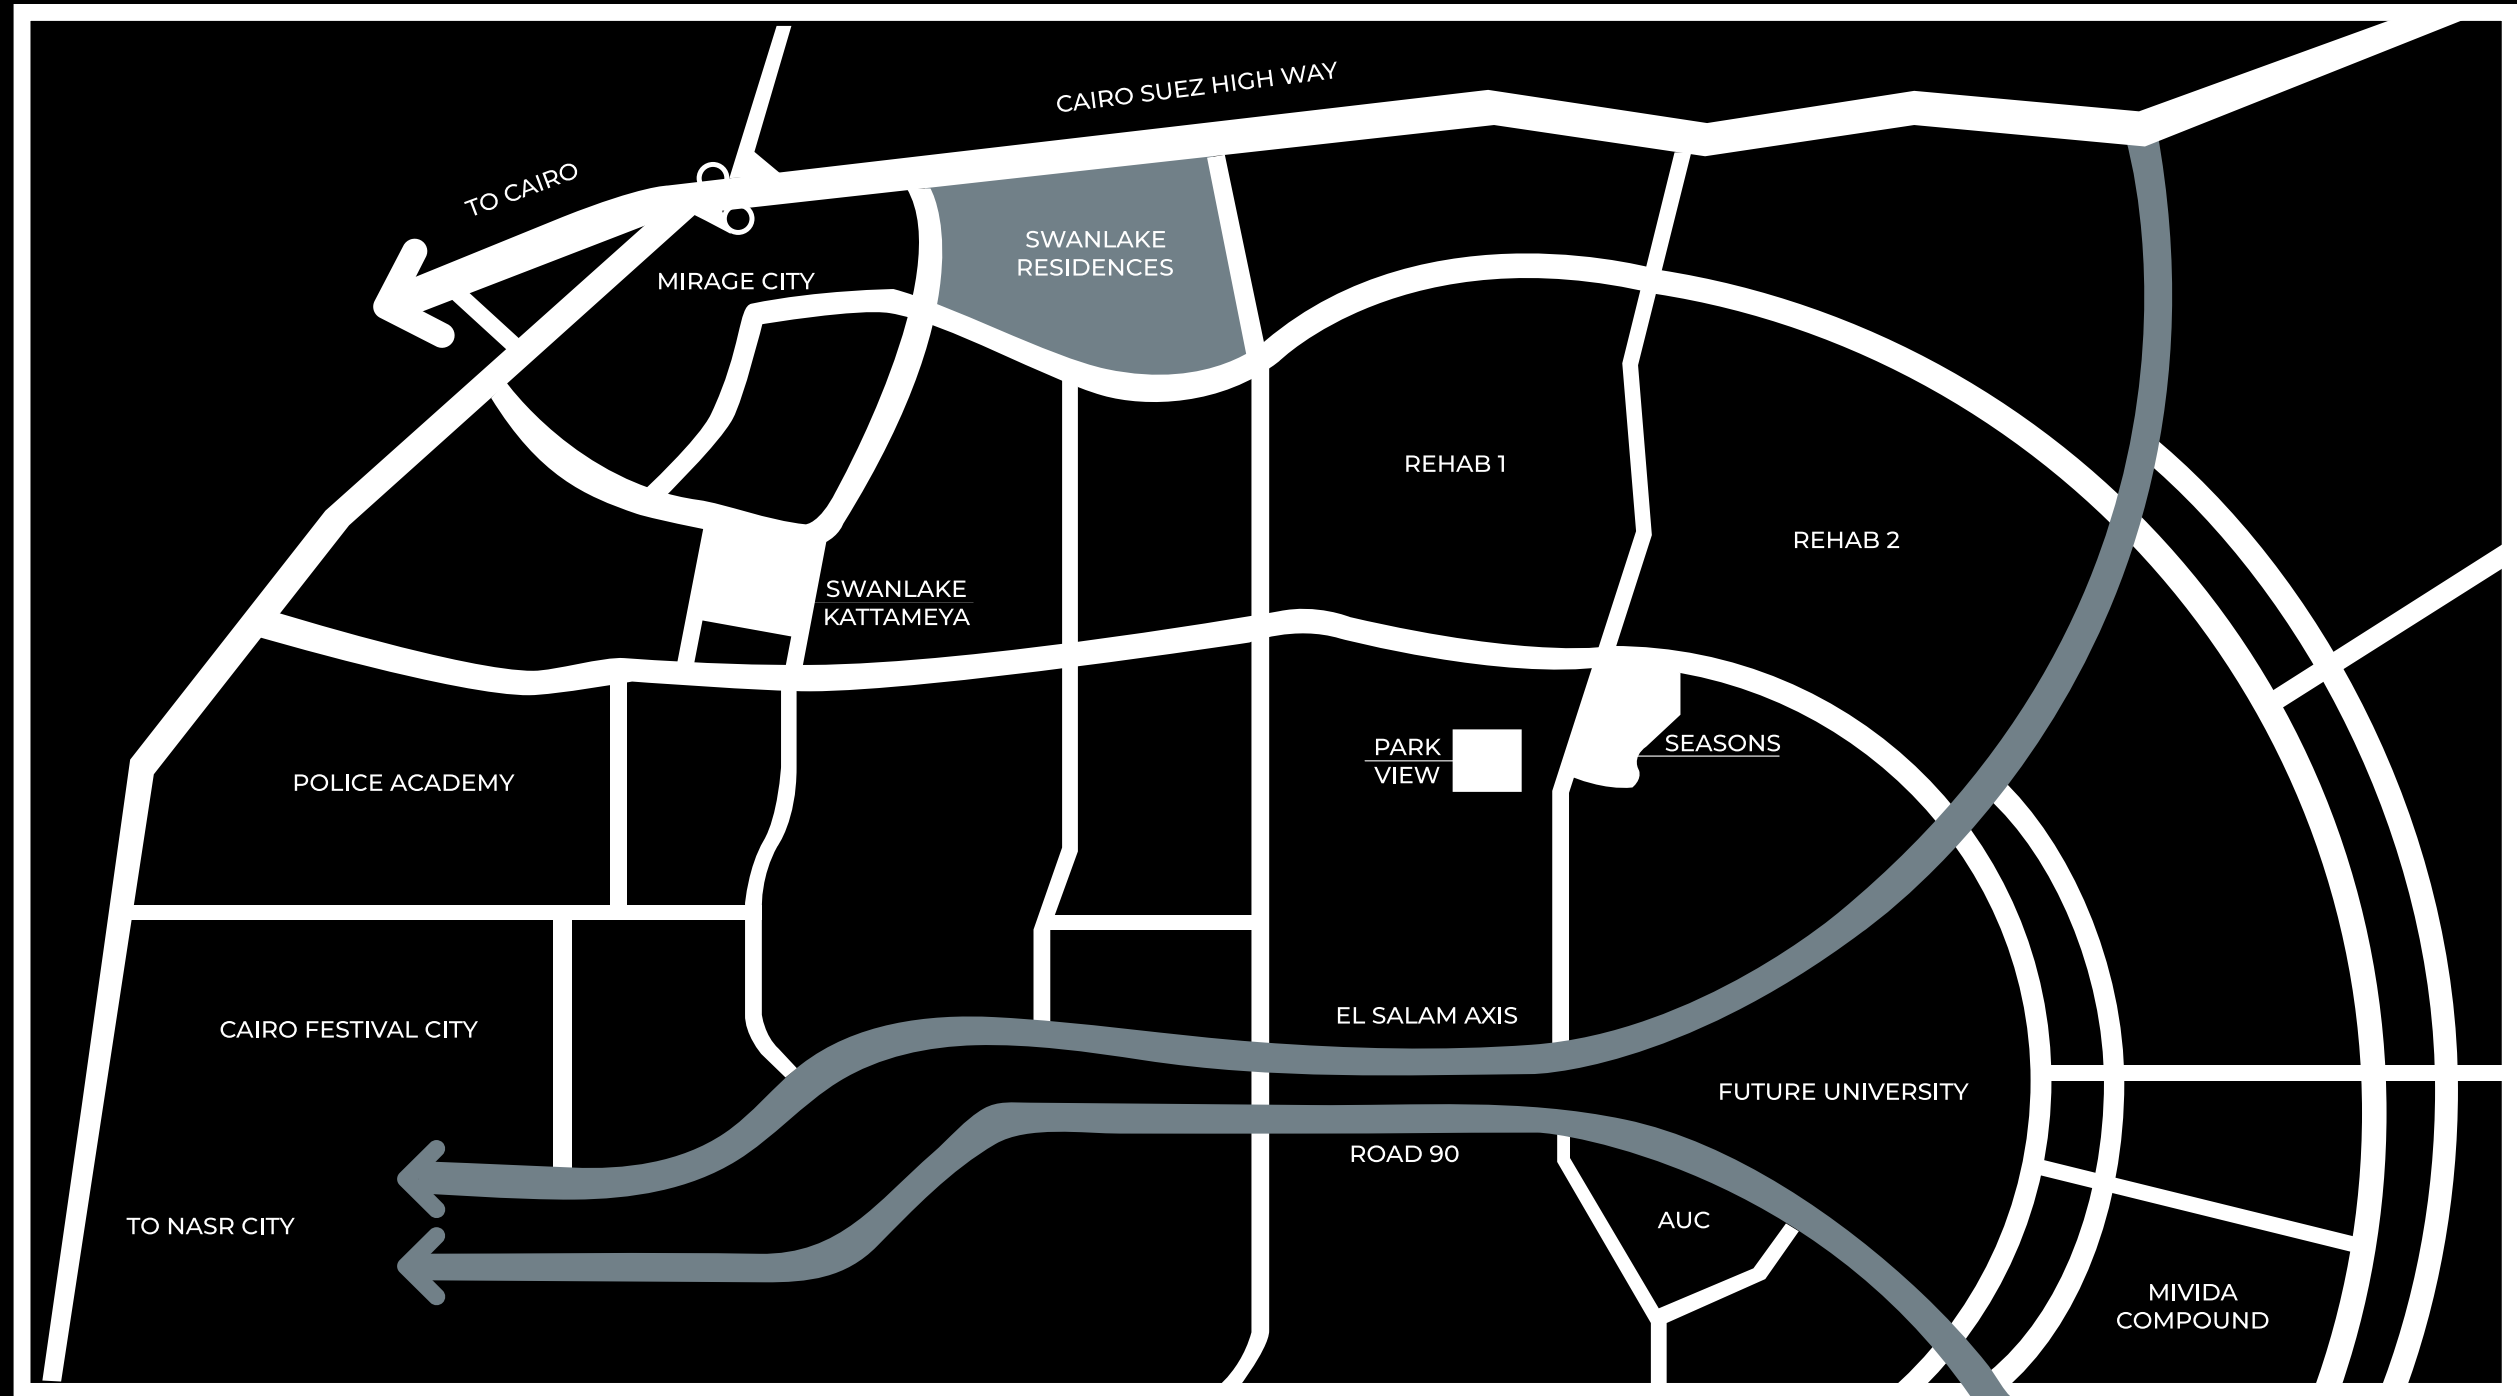 CAIRO SUEZ HIGH WAY
TO CAIRO
SWANLAKE
RESIDENCES
MIRAGE CITY
REHAB 1
REHAB 2
SWANLAKE
KATTAMEYA
PARK
VIEW
SEASONS
POLICE ACADEMY
EL SALAM AXIS
CAIRO FESTIVAL CITY
FUTURE UNIVERSITY
ROAD 90
AUC
TO NASR CITY
MIVIDA
COMPOUND